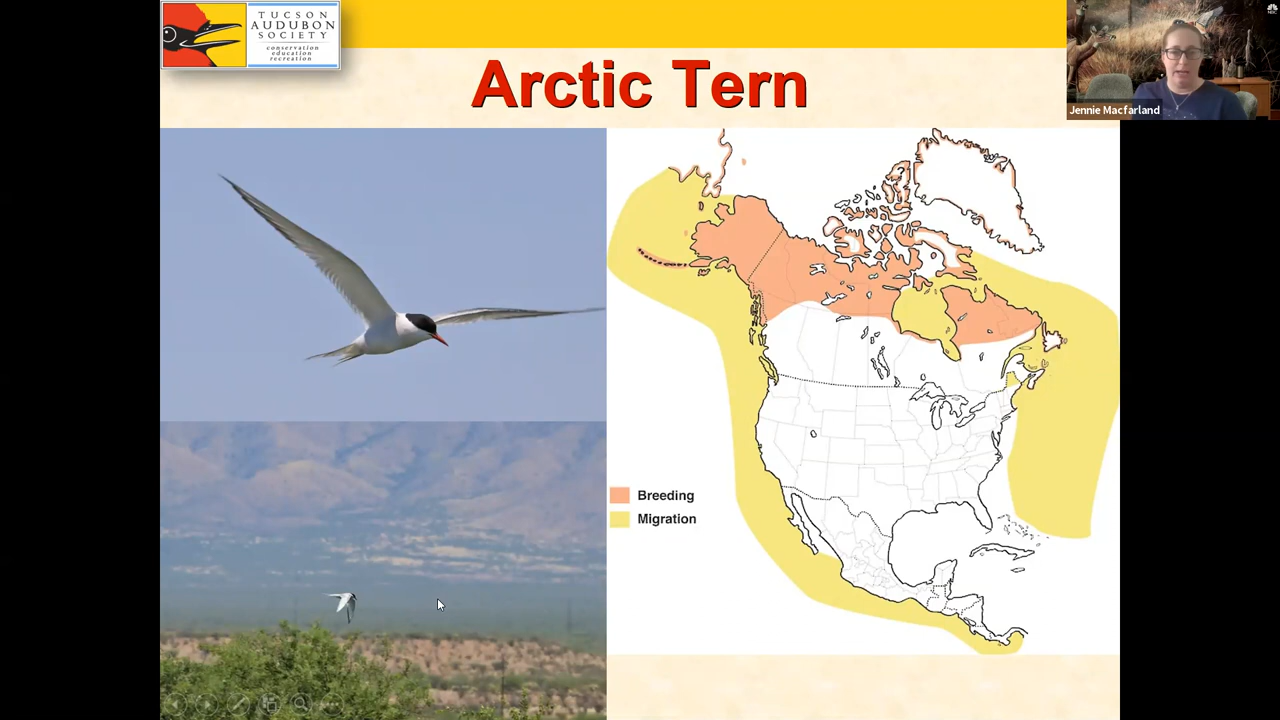 TUCSON
AUDUBON
SOCIETY
conservation
education
recreation
Arctic Tern
Jennie Macfarland
Breeding
Migration